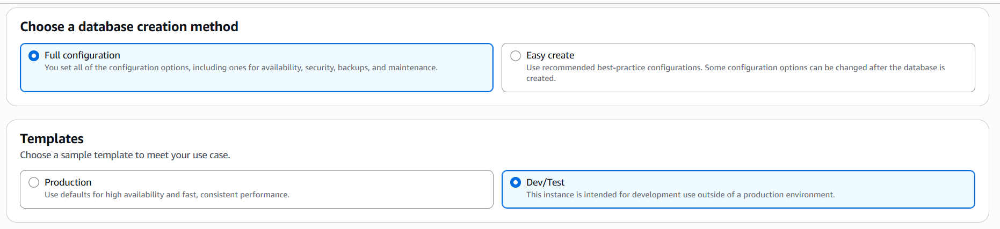 Choose a database creation method
Full configuration
You set all of the configuration options, including ones for availability, security, backups, and maintenance.
Easy create
Use recommended best-practice configurations. Some configuration options can be changed after the database is
created.
Templates
Choose a sample template to meet your use case.
Production
Use defaults for high availability and fast, consistent performance.
Dev/Test
This instance is intended for development use outside of a production environment.